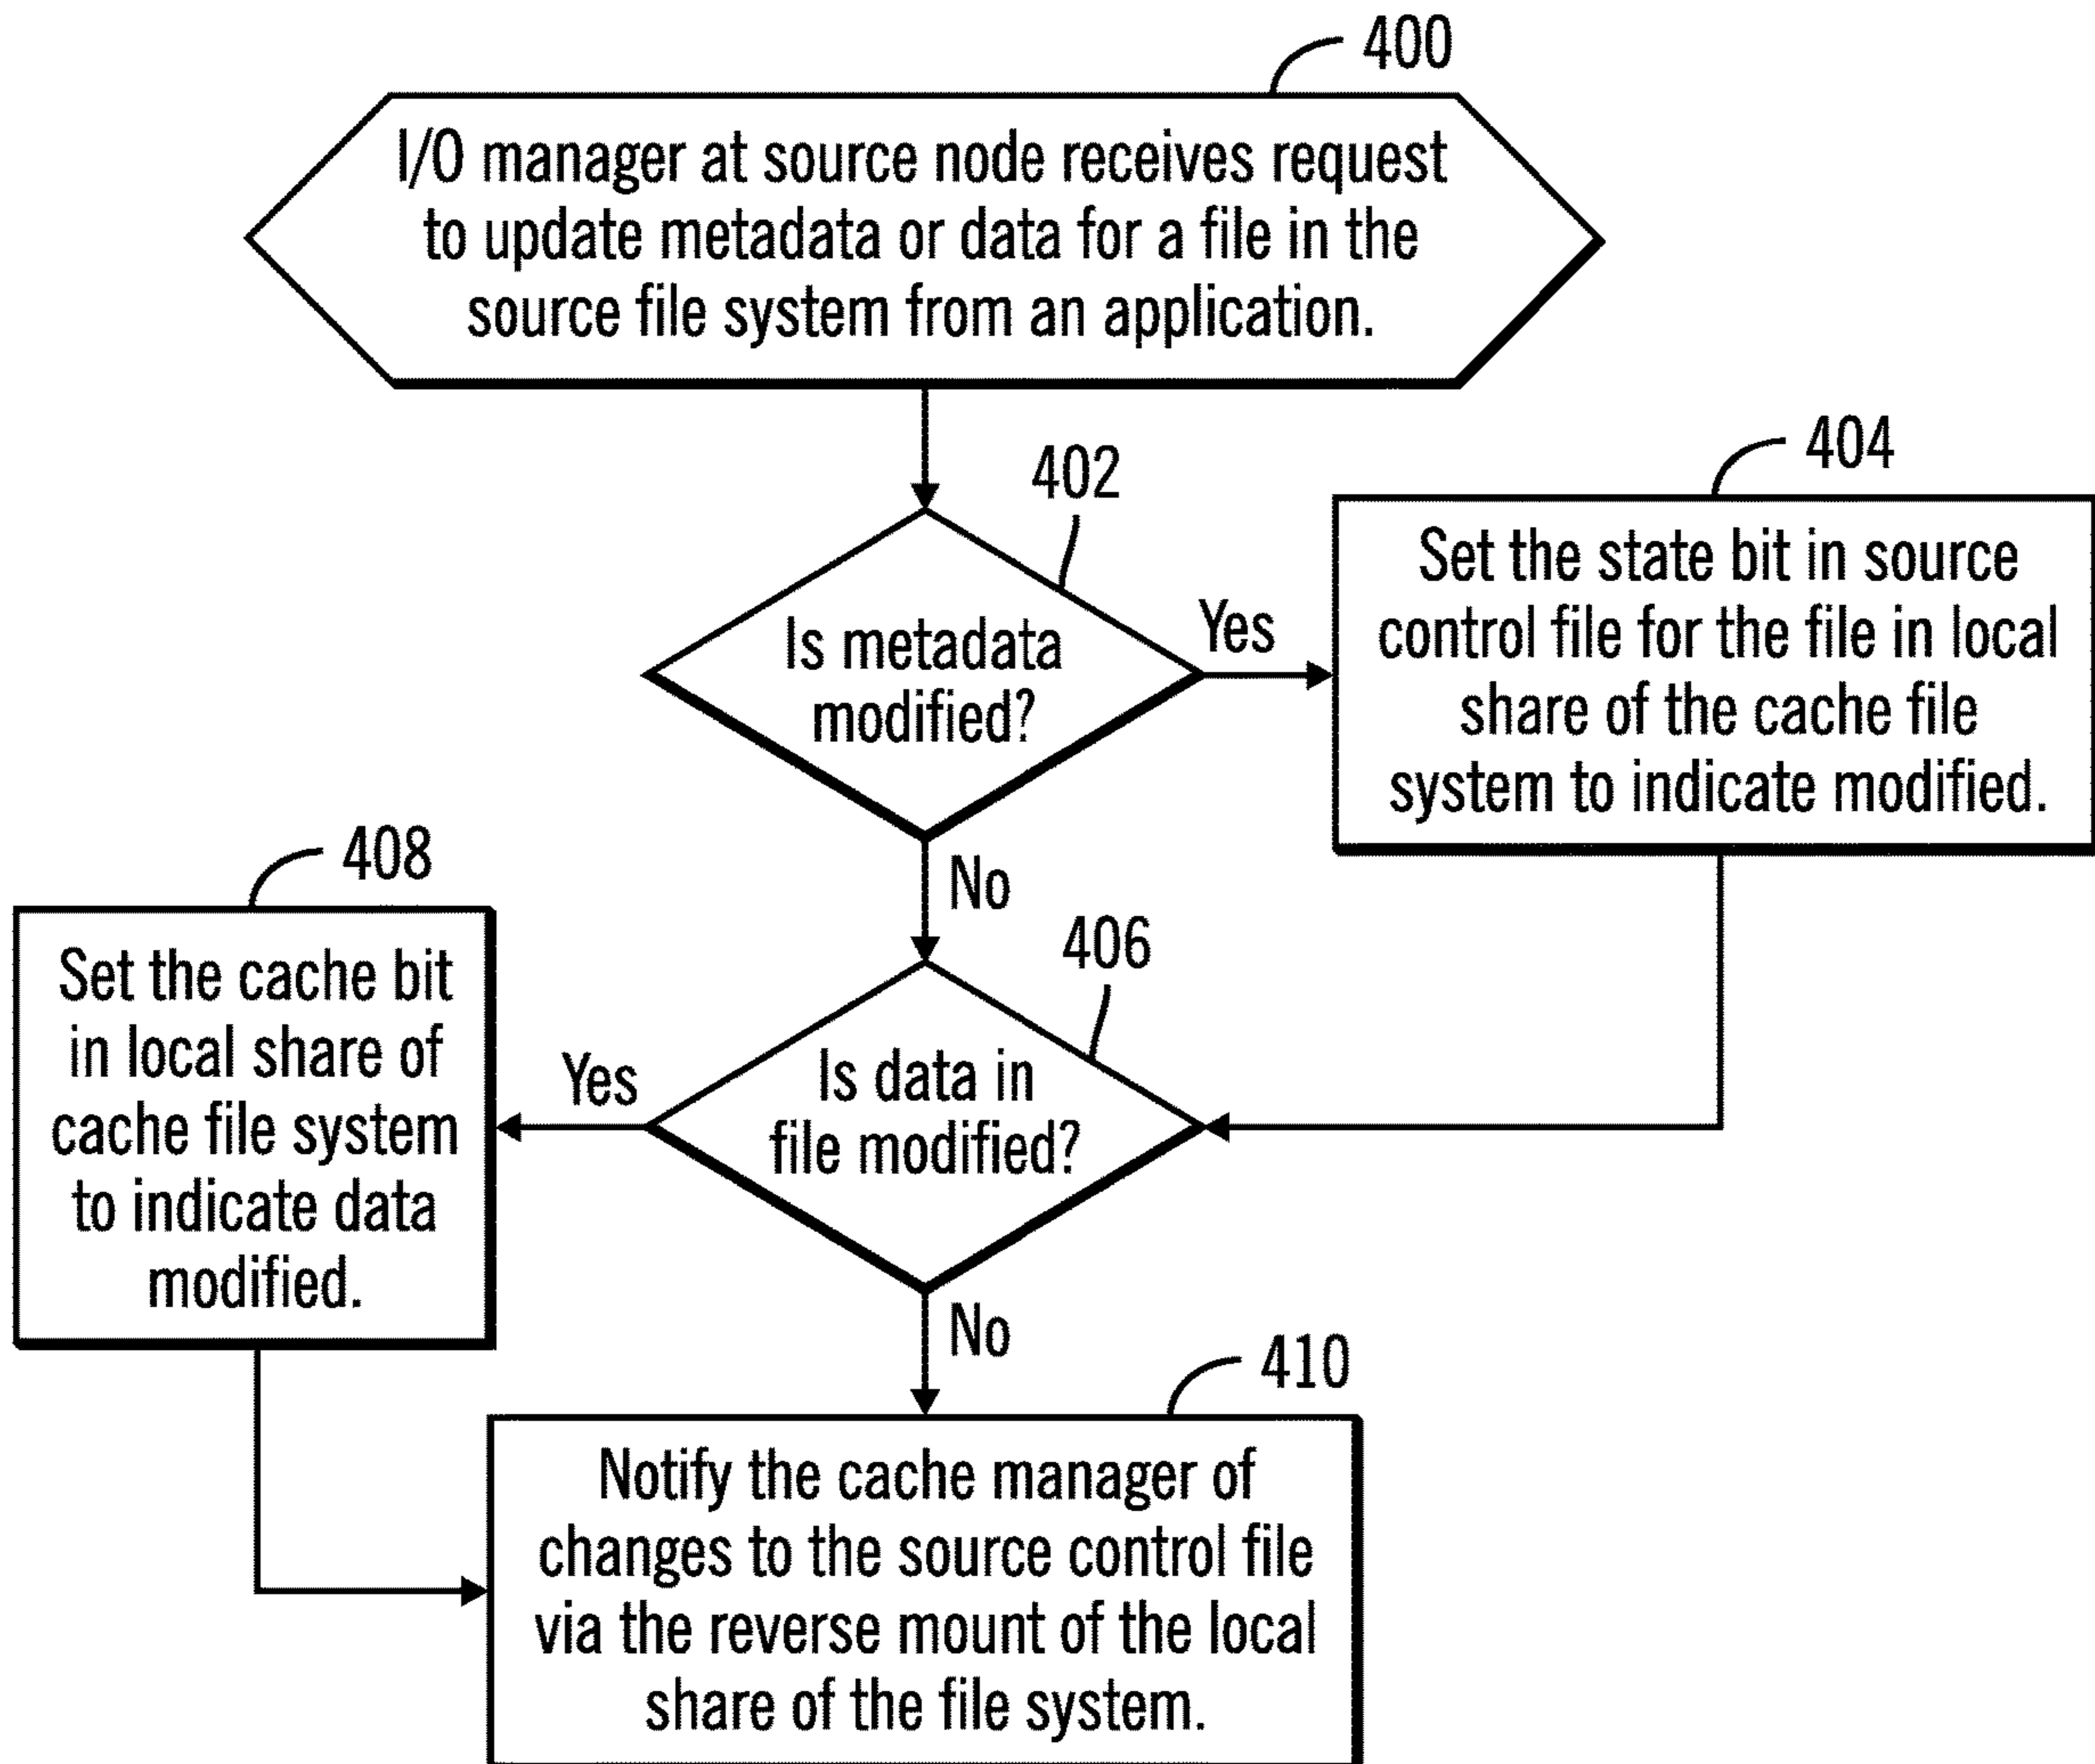 400
I/O manager at source node receives request
to update metadata or data for a file in the
source file system from an application.
402
Is metadata
modified?
Yes
No
404
Set the state bit in source
control file for the file in local
share of the cache file
system to indicate modified.
406
Is data in
file modified?
Yes
No
408
Set the cache bit
in local share of
cache file system
to indicate data
modified.
410
Notify the cache manager of
changes to the source control file
via the reverse mount of the local
share of the file system.